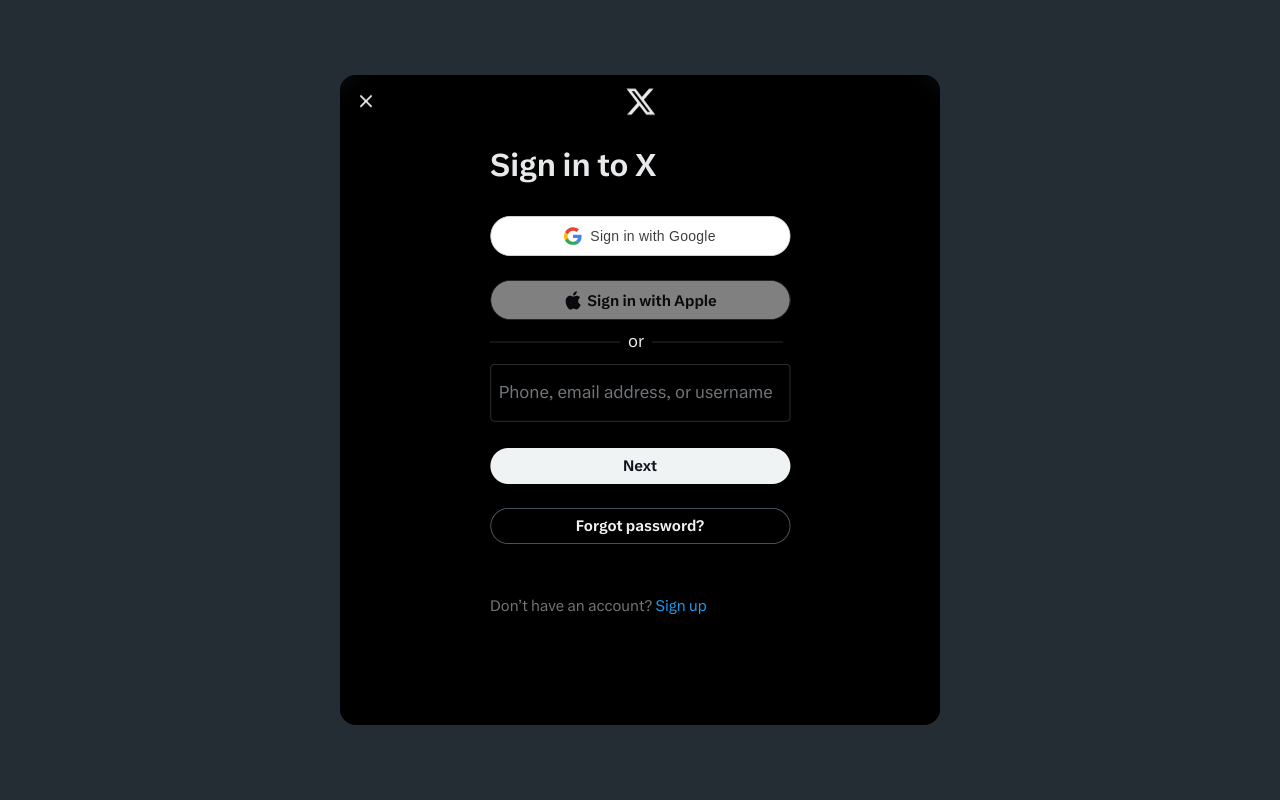 Sign in to X
Sign in with Google
Sign in with Apple
or
Phone, email address, or username
Next
Forgot password?
Don’t have an account? Sign up